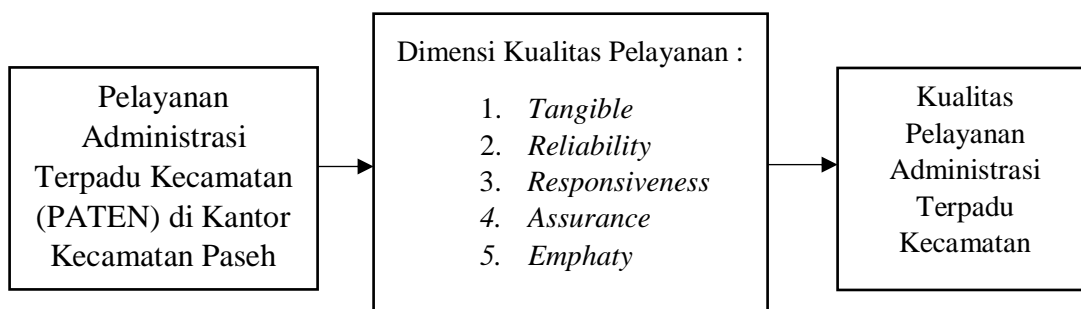 Pelayanan
Administrasi
Terpadu Kecamatan
(PATEN) di Kantor
Kecamatan Paseh
Dimensi Kualitas Pelayanan :
1. Tangible
2. Reliability
3. Responsiveness
4. Assurance
5. Emphaty
Kualitas
Pelayanan
Administrasi
Terpadu
Kecamatan